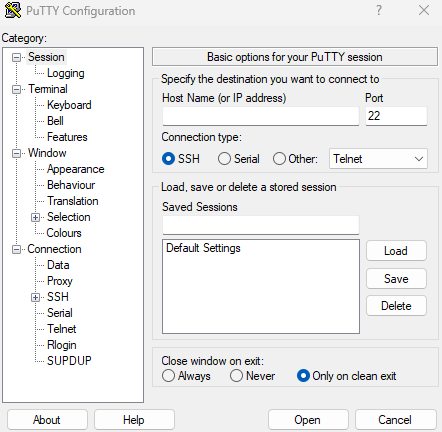 PuTTY Configuration ? X
Category:
Session
Logging
Terminal
Keyboard
Bell
Features
Window
Appearance
Behaviour
Translation
Selection
Colours
Connection
Data
Proxy
SSH
Serial
Telnet
Rlogin
SUPDUP
Basic options for your PuTTY session
Specify the destination you want to connect to
Host Name (or IP address) Port
22
Connection type:
SSH Serial Other: Telnet
Load, save or delete a stored session
Saved Sessions
Default Settings
Load
Save
Delete
Close window on exit:
Always Never Only on clean exit
About Help Open Cancel